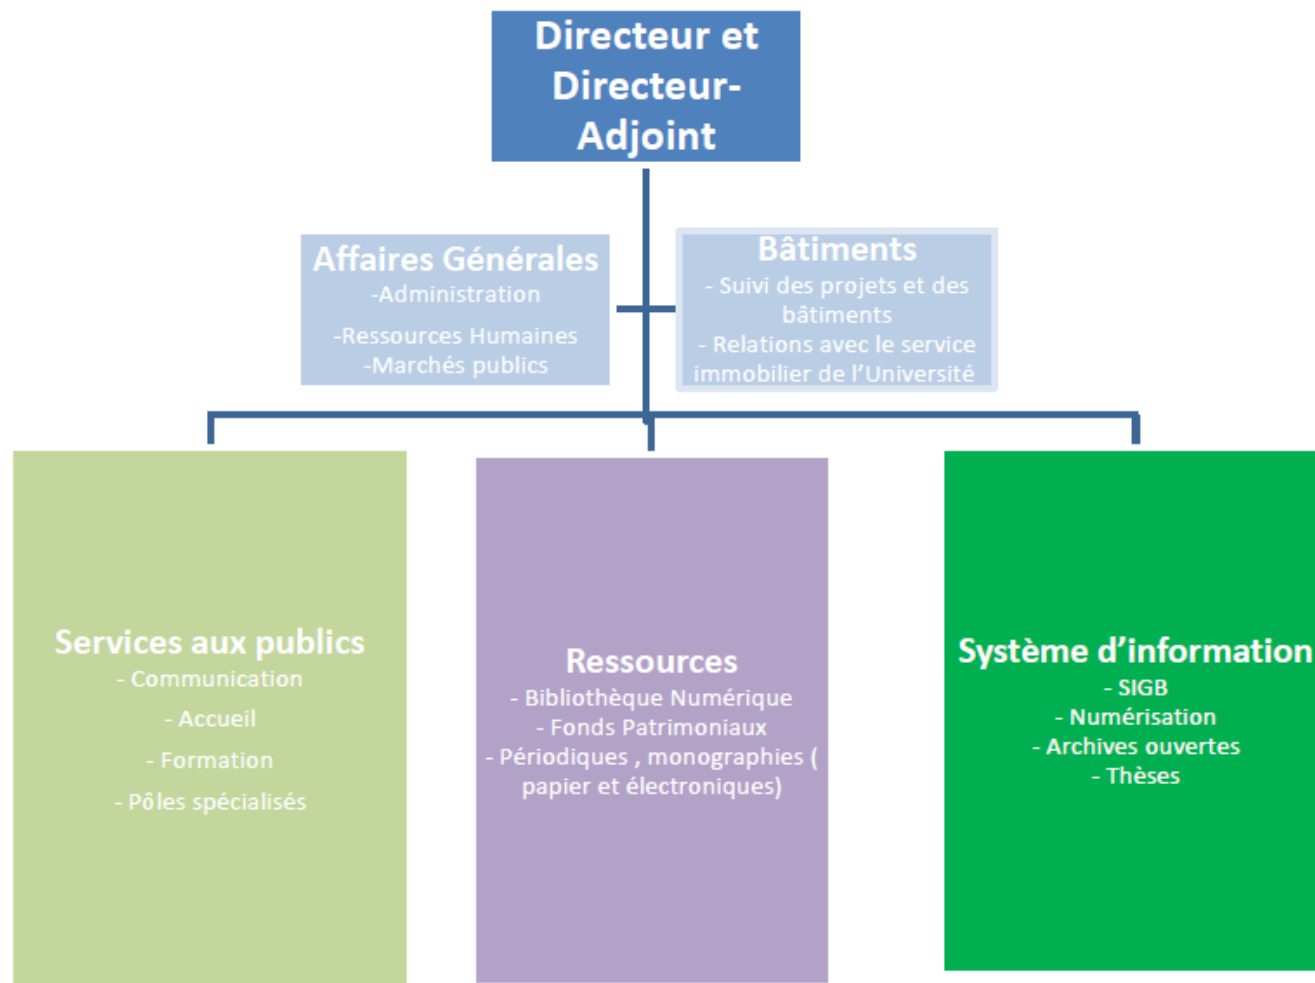 Directeur et
Directeur-
Adjoint
Affaires Générales
-Administration
-Ressources Humaines
-Marchés publics
Bâtiments
- Suivi des projets et des
bâtiments
- Relations avec le service
immobilier de l’Université
Services aux publics
- Communication
- Accueil
- Formation
- Pôles spécialisés
Ressources
- Bibliothèque Numérique
- Fonds Patrimoniaux
- Périodiques , monographies (
papier et électroniques)
Système d’information
- SIGB
- Numérisation
- Archives ouvertes
- Thèses